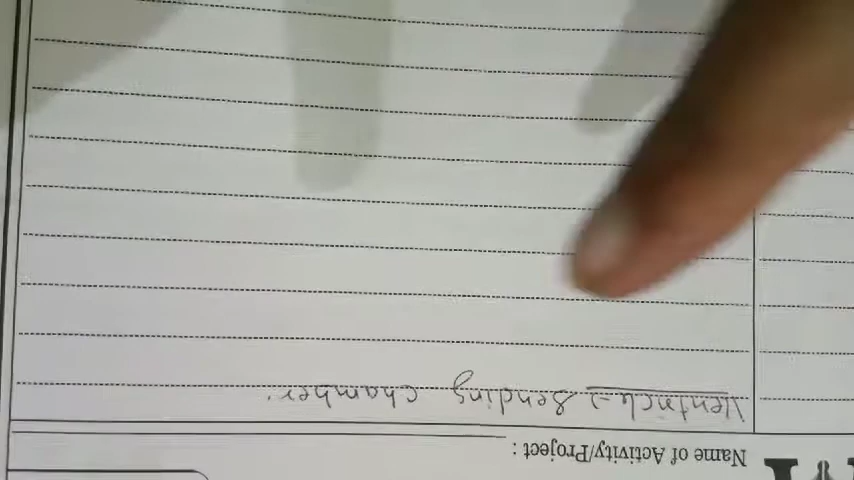 Name of Activity/Project :
Ventricle → Sending chamber.